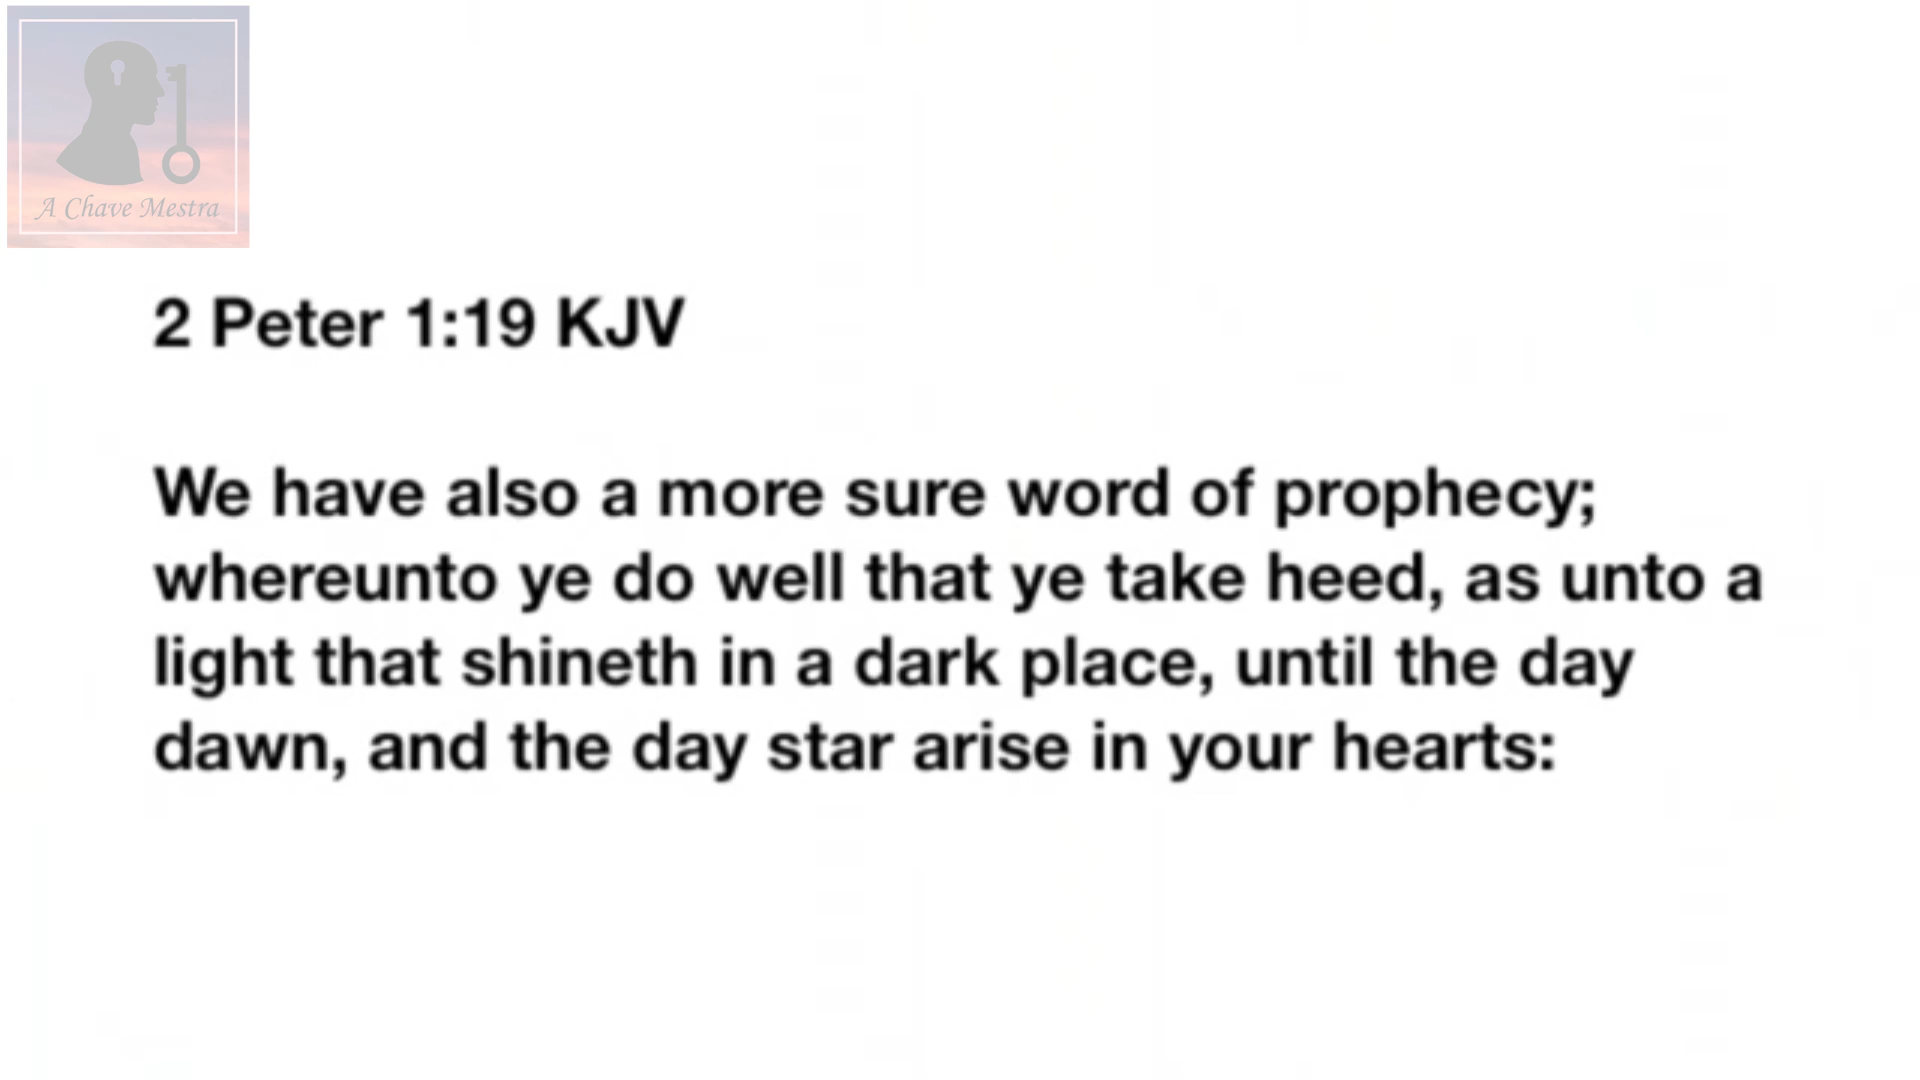 A Chave Mestra
2 Peter 1:19 KJV
We have also a more sure word of prophecy;
whereunto ye do well that ye take heed, as unto a
light that shineth in a dark place, until the day
dawn, and the day star arise in your hearts: